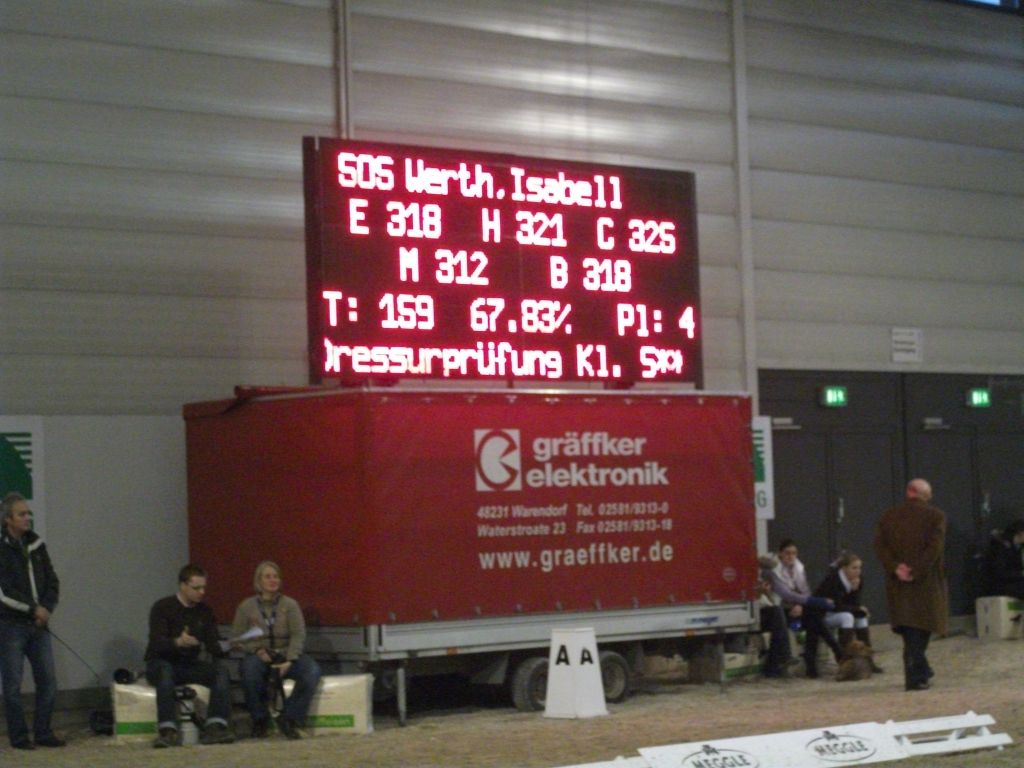 SOS Werth,Isabell
E 318 H 321 C 325
M 312 B 318
T: 159 67.83% Pl: 4
Dressurprüfung Kl. S**
gräffker
elektronik
48231 Warendorf Tel. 02581/9313-0
Waterstroate 23 Fax 02581/9313-18
www.graeffker.de
G
A A
MEGGLE MEGGLE